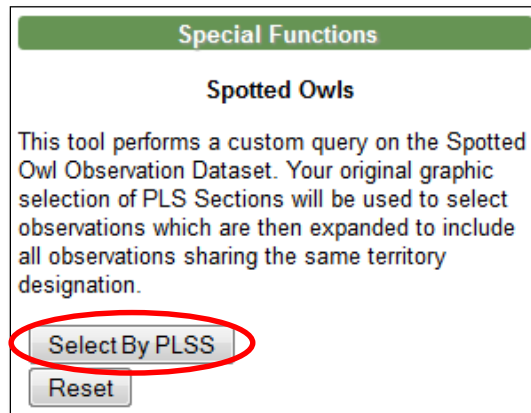 Special Functions
Spotted Owls
This tool performs a custom query on the Spotted
Owl Observation Dataset. Your original graphic
selection of PLS Sections will be used to select
observations which are then expanded to include
all observations sharing the same territory
designation.
Select By PLSS
Reset